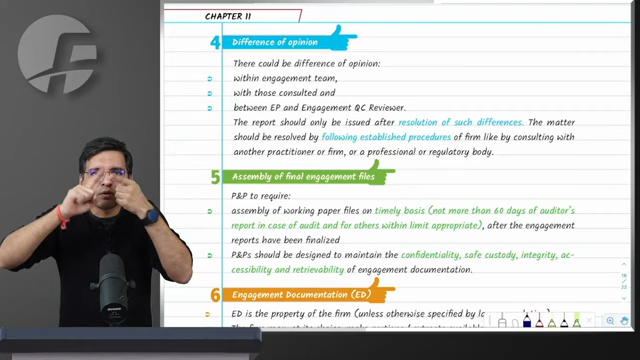 CHAPTER 11
4 Difference of opinion
There could be difference of opinion:
within engagement team,
with those consulted and
between EP and Engagement QC Reviewer.
The report should only be issued after resolution of such differences. The matter
should be resolved by following established procedures of firm like by consulting with
another practitioner or firm, or a professional or regulatory body.
5 Assembly of final engagement files
P&P to require:
assembly of working paper files on timely basis (not more than 60 days of auditor's
report in case of audit and for others within limit appropriate), after the engagement
reports have been finalized
P&Ps should be designed to maintain the confidentiality, safe custody, integrity, ac-
cessibility and retrievability of engagement documentation.
6 Engagement Documentation (ED)
ED is the property of the firm (unless otherwise specified by
18
22